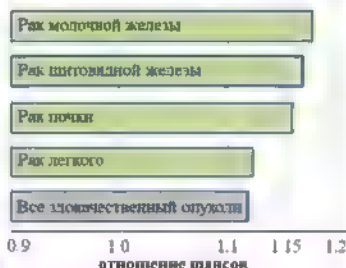 Рак молочной железы
Рак щитовидной железы
Рак почки
Рак легкого
Все злокачественный опухоли
0.9 1 0 1.1 1 15 1.2
отношение шансов